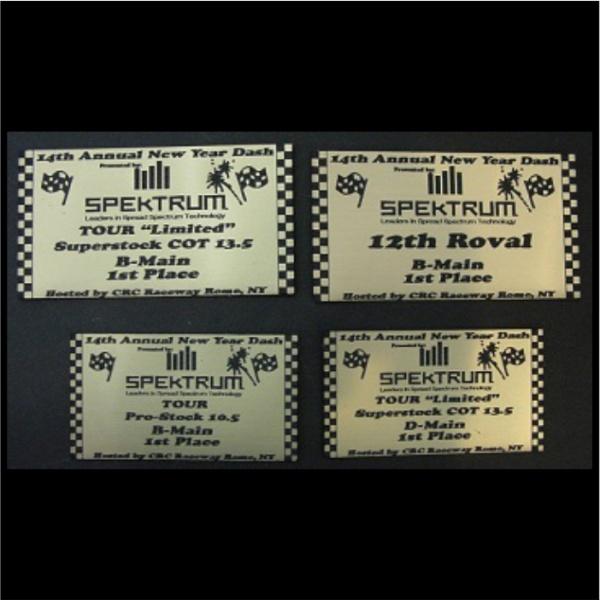 14th Annual New Year Dash
Presented by:
SPEKTRUM
Leaders in Spread Spectrum Technology
TOUR "Limited"
Superstock COT 13.5
B-Main
1st Place
Hosted by CRC Raceway Rome, NY
14th Annual New Year Dash
Presented by:
SPEKTRUM
Leaders in Spread Spectrum Technology
12th Roval
B-Main
1st Place
Hosted by CRC Raceway Rome, NY
14th Annual New Year Dash
Presented by:
SPEKTRUM
Leaders in Spread Spectrum Technology
TOUR
Pro-Stock 10.5
B-Main
1st Place
Hosted by CRC Raceway Rome, NY
14th Annual New Year Dash
Presented by:
SPEKTRUM
Leaders in Spread Spectrum Technology
TOUR "Limited"
Superstock COT 13.5
D-Main
1st Place
Hosted by CRC Raceway Rome, NY